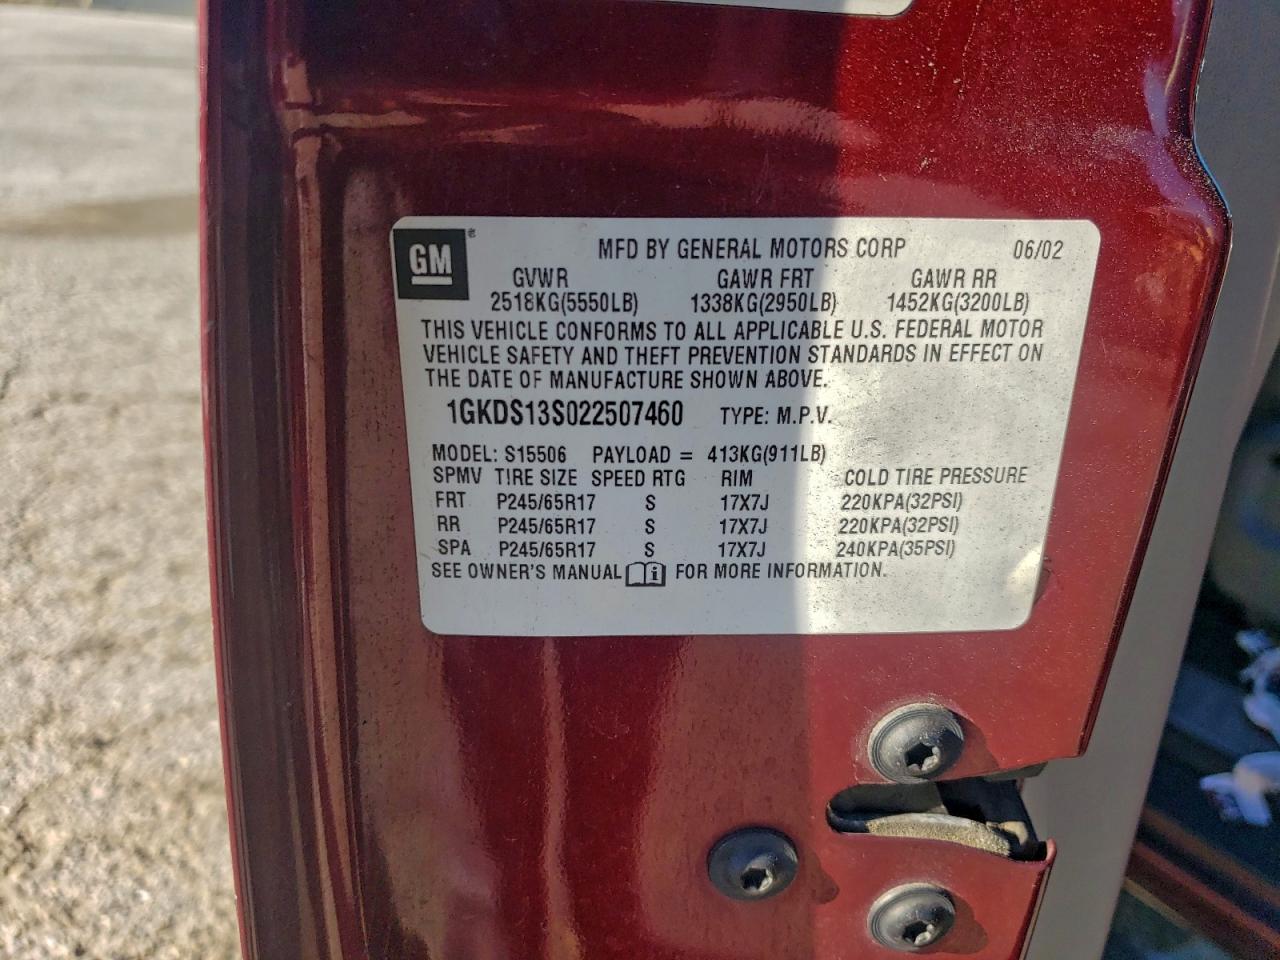 GM® MFD BY GENERAL MOTORS CORP 06/02
GVWR GAWR FRT GAWR RR
2518KG(5550LB) 1338KG(2950LB) 1452KG(3200LB)
THIS VEHICLE CONFORMS TO ALL APPLICABLE U.S. FEDERAL MOTOR
VEHICLE SAFETY AND THEFT PREVENTION STANDARDS IN EFFECT ON
THE DATE OF MANUFACTURE SHOWN ABOVE.
1GKDS13S022507460 TYPE: M.P.V.
MODEL: S15506 PAYLOAD = 413KG(911LB)
SPMV TIRE SIZE SPEED RTG RIM COLD TIRE PRESSURE
FRT P245/65R17 S 17X7J 220KPA(32PSI)
RR P245/65R17 S 17X7J 220KPA(32PSI)
SPA P245/65R17 S 17X7J 240KPA(35PSI)
SEE OWNER'S MANUAL i FOR MORE INFORMATION.